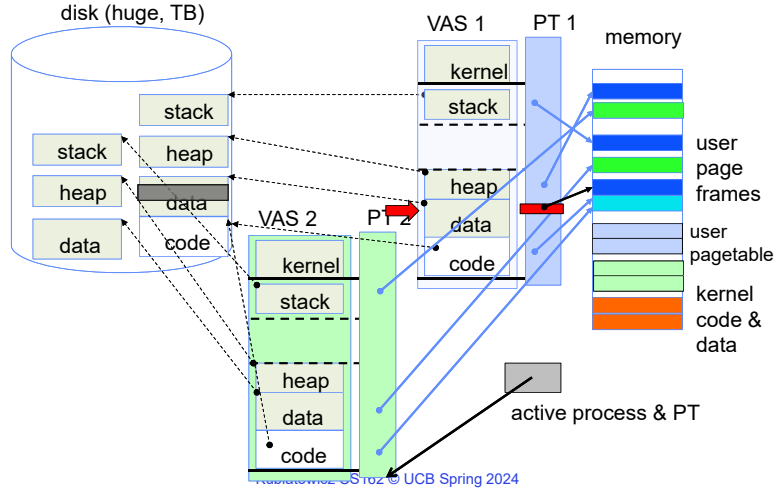 disk (huge, TB)
VAS 1
PT 1
memory
kernel
stack
heap
data
code
stack
heap
data
code
stack
heap
data
VAS 2
PT 2
kernel
stack
heap
data
code
user
page
frames
user
pagetable
kernel
code &
data
active process & PT
Kubiatowicz CS162 © UCB Spring 2024